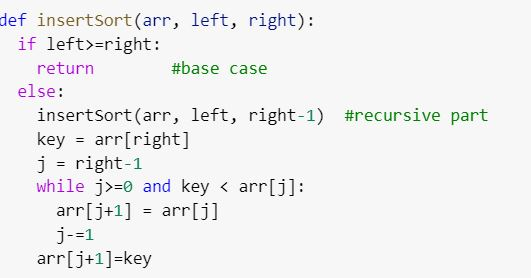 def insertSort(arr, left, right):
  if left>=right:
    return        #base case
  else:
    insertSort(arr, left, right-1)  #recursive part
    key = arr[right]
    j = right-1
    while j>=0 and key < arr[j]:
      arr[j+1] = arr[j]
      j-=1
    arr[j+1]=key